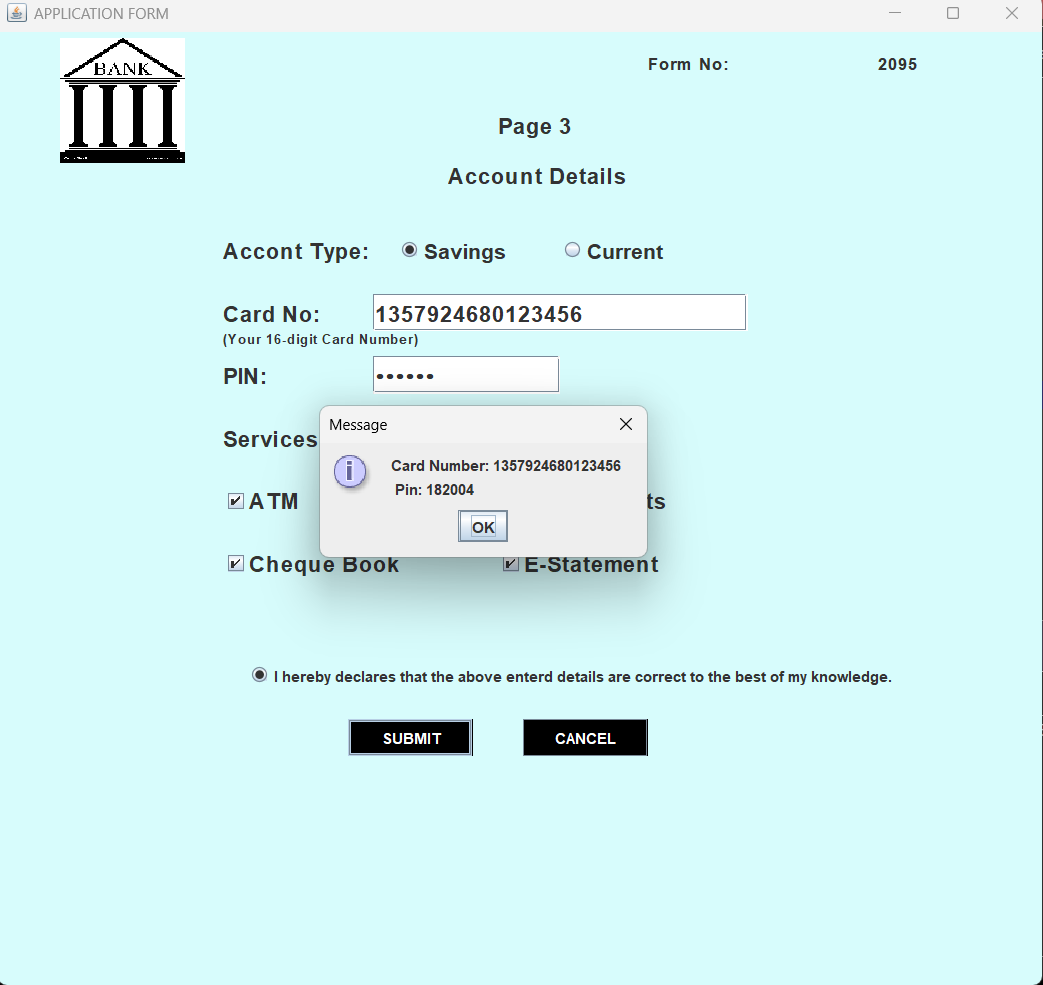 APPLICATION FORM
BANK
Form No: 2095
Page 3
Account Details
Accont Type: Savings Current
Card No: 1357924680123456
(Your 16-digit Card Number)
PIN: ••••••
Message
Services
Card Number: 1357924680123456
Pin: 182004
ATM ts
OK
Cheque Book E-Statement
I hereby declares that the above enterd details are correct to the best of my knowledge.
SUBMIT CANCEL